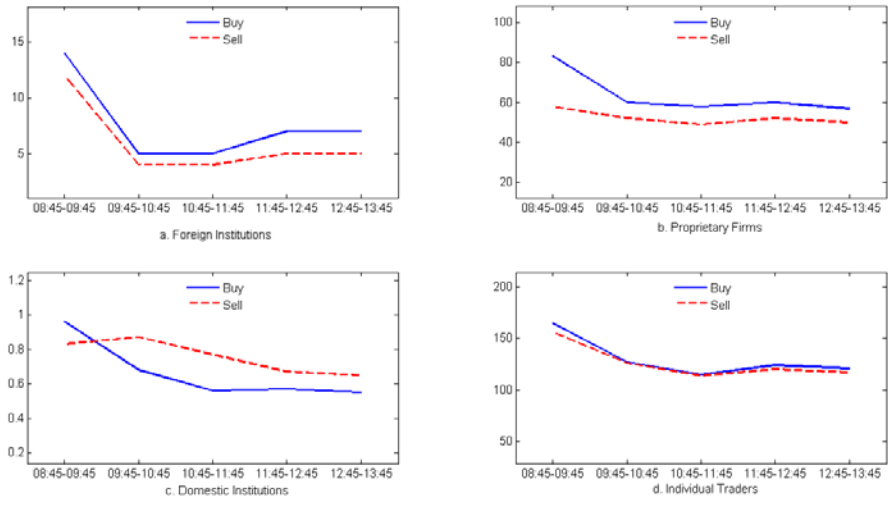 Buy
Sell
15
10
5
08:45-09:45 09:45-10:45 10:45-11:45 11:45-12:45 12:45-13:45
a. Foreign Institutions
Buy
Sell
100
80
60
40
20
08:45-09:45 09:45-10:45 10:45-11:45 11:45-12:45 12:45-13:45
b. Proprietary Firms
Buy
Sell
1.2
1
0.8
0.6
0.4
0.2
08:45-09:45 09:45-10:45 10:45-11:45 11:45-12:45 12:45-13:45
c. Domestic Institutions
Buy
Sell
200
150
100
50
08:45-09:45 09:45-10:45 10:45-11:45 11:45-12:45 12:45-13:45
d. Individual Traders